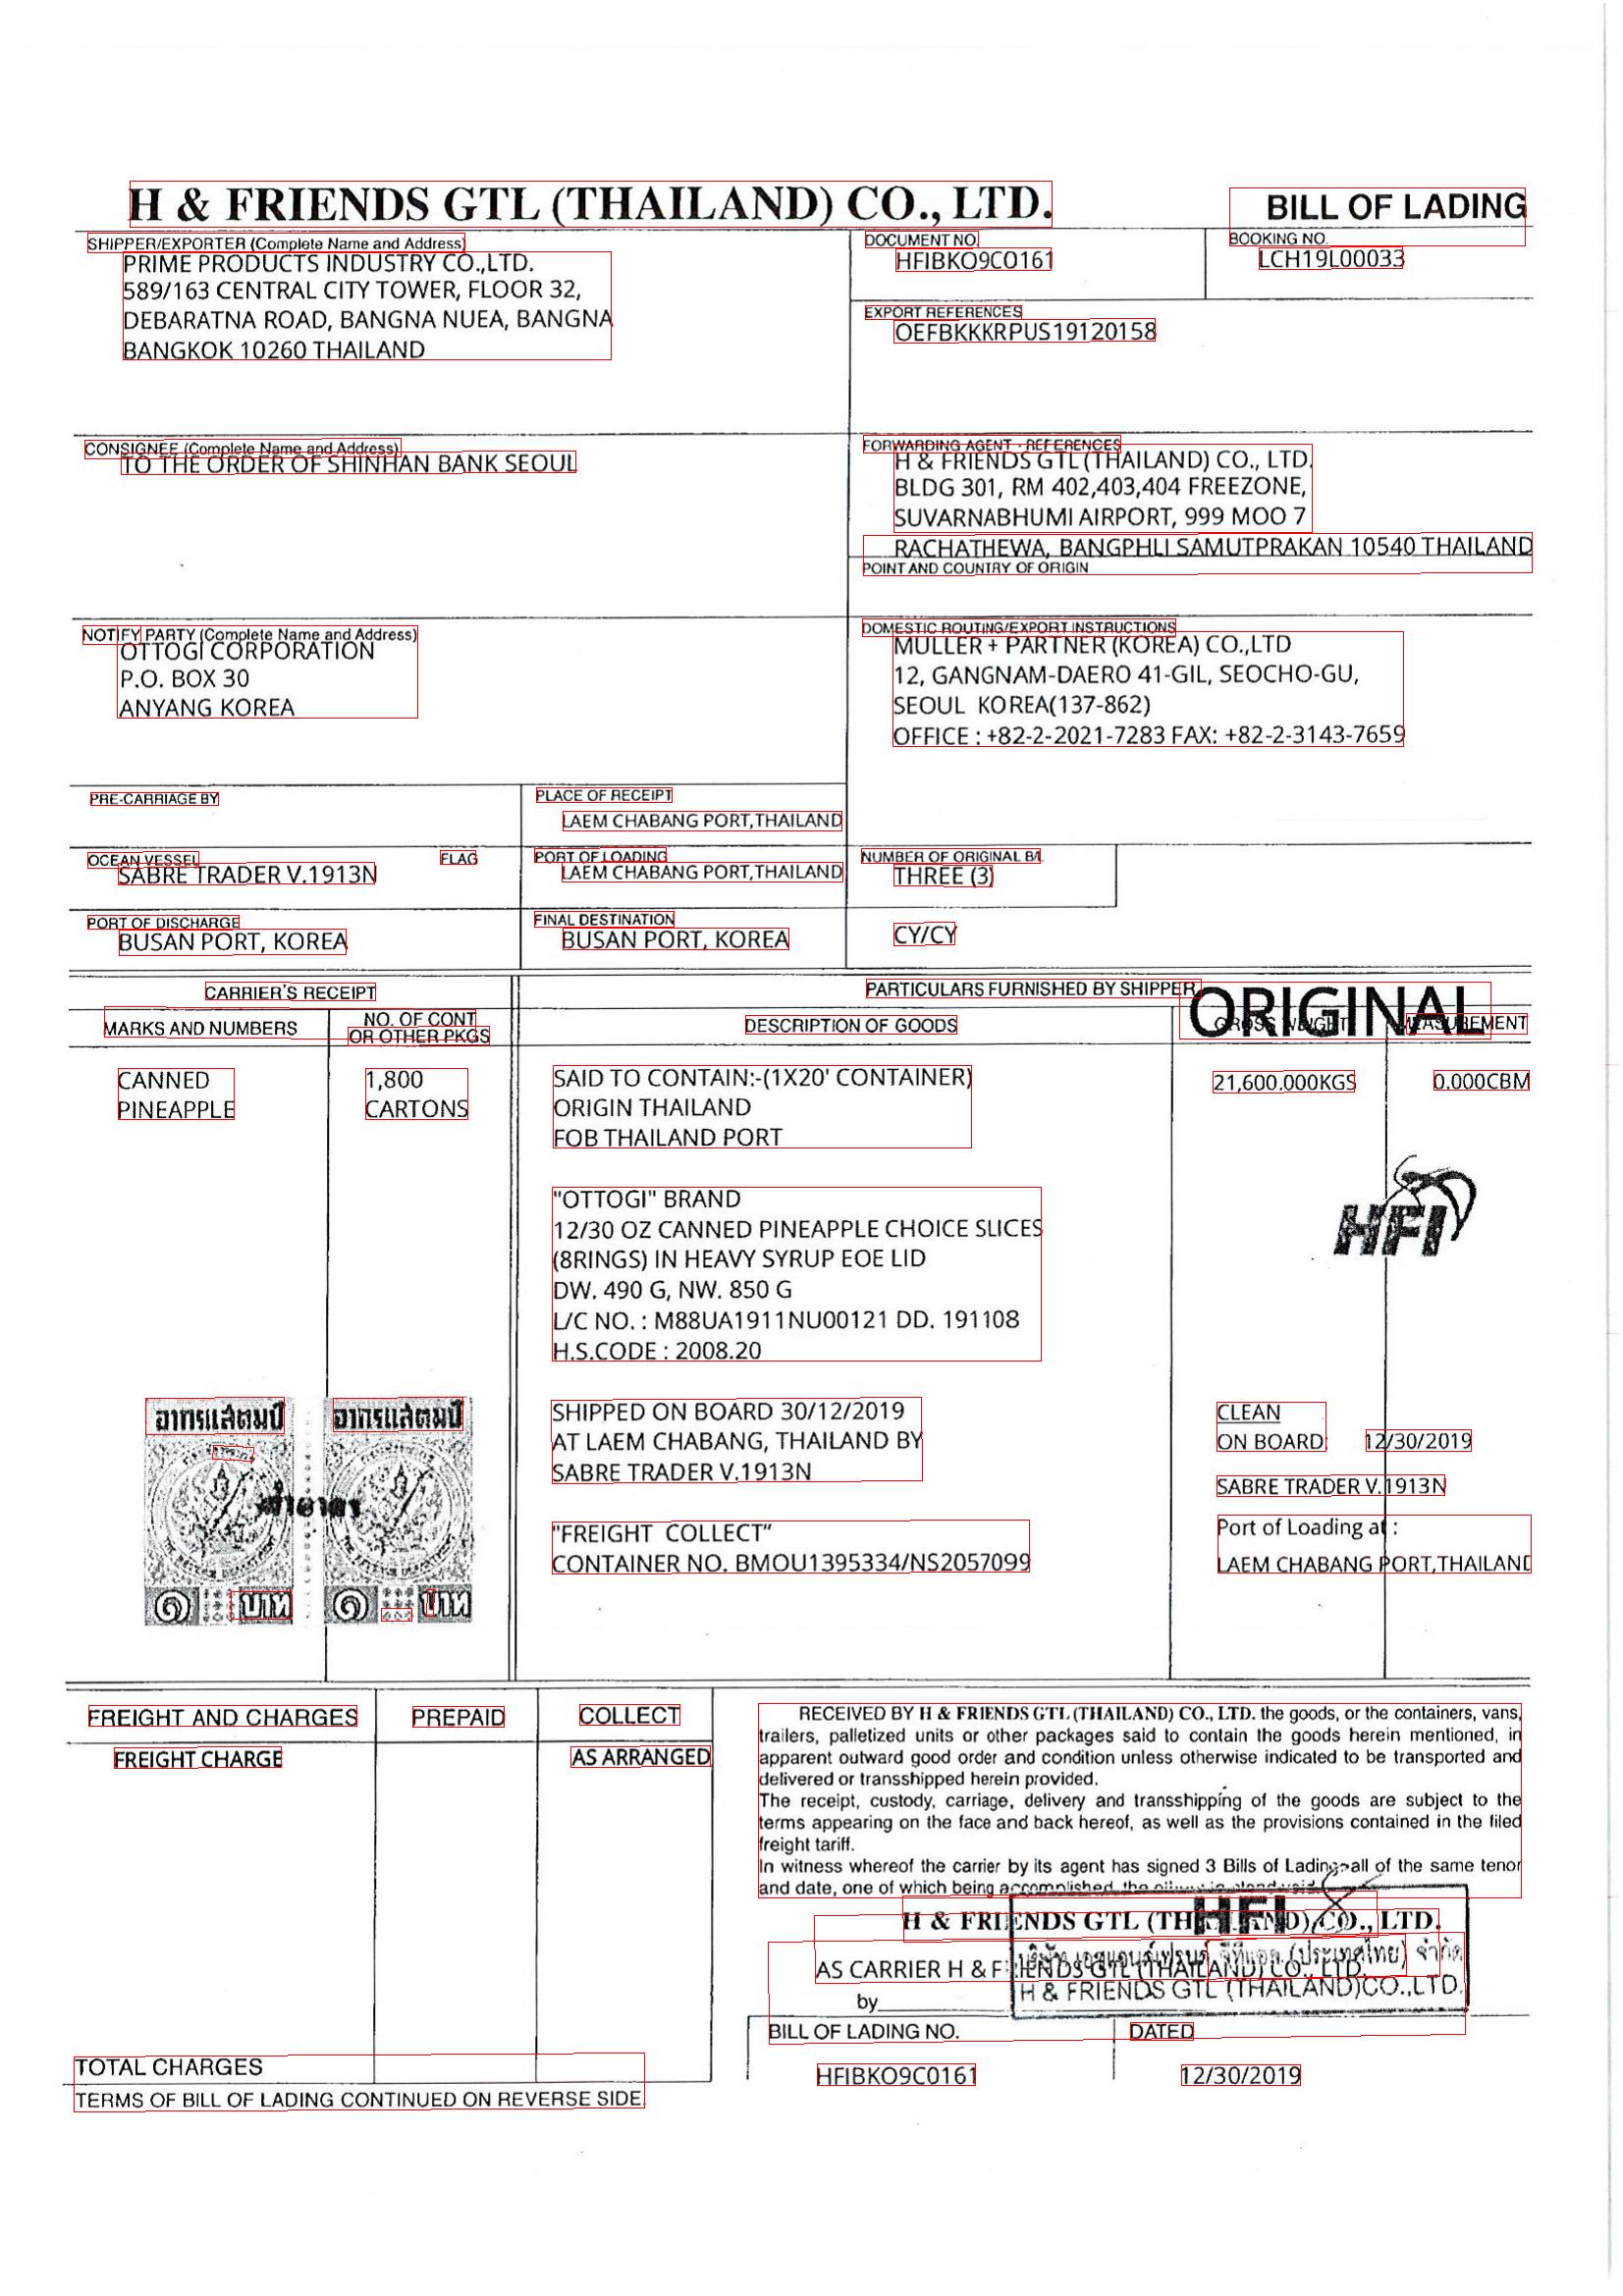 H & FRIENDS GTL (THAILAND) CO., LTD.
BILL OF LADING
SHIPPER/EXPORTER (Complete Name and Address)
PRIME PRODUCTS INDUSTRY CO.,LTD.
589/163 CENTRAL CITY TOWER, FLOOR 32,
DEBARATNA ROAD, BANGNA NUEA, BANGNA
BANGKOK 10260 THAILAND
DOCUMENT NO.
HFIBKO9C0161
BOOKING NO.
LCH19L00033
EXPORT REFERENCES
OEFBKKKRPUS19120158
CONSIGNEE (Complete Name and Address)
TO THE ORDER OF SHINHAN BANK SEOUL
FORWARDING AGENT - REFERENCES
H & FRIENDS GTL (THAILAND) CO., LTD.
BLDG 301, RM 402,403,404 FREEZONE,
SUVARNABHUMI AIRPORT, 999 MOO 7
RACHATHEWA, BANGPHLI SAMUTPRAKAN 10540 THAILAND
POINT AND COUNTRY OF ORIGIN
NOTIFY PARTY (Complete Name and Address)
OTTOGI CORPORATION
P.O. BOX 30
ANYANG KOREA
DOMESTIC ROUTING/EXPORT INSTRUCTIONS
MULLER + PARTNER (KOREA) CO.,LTD
12, GANGNAM-DAERO 41-GIL, SEOCHO-GU,
SEOUL KOREA(137-862)
OFFICE : +82-2-2021-7283 FAX: +82-2-3143-7659
PRE-CARRIAGE BY
PLACE OF RECEIPT
LAEM CHABANG PORT,THAILAND
OCEAN VESSEL
FLAG
SABRE TRADER V.1913N
PORT OF LOADING
LAEM CHABANG PORT,THAILAND
NUMBER OF ORIGINAL B/L
THREE (3)
PORT OF DISCHARGE
BUSAN PORT, KOREA
FINAL DESTINATION
BUSAN PORT, KOREA
CY/CY
CARRIER'S RECEIPT
PARTICULARS FURNISHED BY SHIPPER
ORIGINAL
MARKS AND NUMBERS
NO. OF CONT
OR OTHER PKGS
DESCRIPTION OF GOODS
GROSS WEIGHT
MEASUREMENT
CANNED
PINEAPPLE
1,800
CARTONS
SAID TO CONTAIN:-(1X20' CONTAINER)
ORIGIN THAILAND
FOB THAILAND PORT
21,600.000KGS
0.000CBM
"OTTOGI" BRAND
12/30 OZ CANNED PINEAPPLE CHOICE SLICES
(8RINGS) IN HEAVY SYRUP EOE LID
DW. 490 G, NW. 850 G
L/C NO. : M88UA1911NU00121 DD. 191108
H.S.CODE : 2008.20
HFI
อากรแสตมป์
อากรแสตมป์
๑ บาท
๑ บาท
SHIPPED ON BOARD 30/12/2019
AT LAEM CHABANG, THAILAND BY
SABRE TRADER V.1913N
"FREIGHT COLLECT"
CONTAINER NO. BMOU1395334/NS2057099
CLEAN
ON BOARD: 12/30/2019
SABRE TRADER V.1913N
Port of Loading at :
LAEM CHABANG PORT,THAILAND
FREIGHT AND CHARGES
PREPAID
COLLECT
FREIGHT CHARGE
AS ARRANGED
RECEIVED BY H & FRIENDS GTL (THAILAND) CO., LTD. the goods, or the containers, vans,
trailers, palletized units or other packages said to contain the goods herein mentioned, in
apparent outward good order and condition unless otherwise indicated to be transported and
delivered or transshipped herein provided.
The receipt, custody, carriage, delivery and transshipping of the goods are subject to the
terms appearing on the face and back hereof, as well as the provisions contained in the filed
freight tariff.
In witness whereof the carrier by its agent has signed 3 Bills of Lading all of the same tenor
and date, one of which being accomplished, the
H & FRIENDS GTL (THAILAND) CO., LTD.
HFI
AS CARRIER H & FRIENDS GTL (THAILAND) CO., LTD.
(ประเทศไทย) จำกัด
H & FRIENDS GTL (THAILAND)CO.,LTD.
by
BILL OF LADING NO.
DATED
HFIBKO9C0161
12/30/2019
TOTAL CHARGES
TERMS OF BILL OF LADING CONTINUED ON REVERSE SIDE